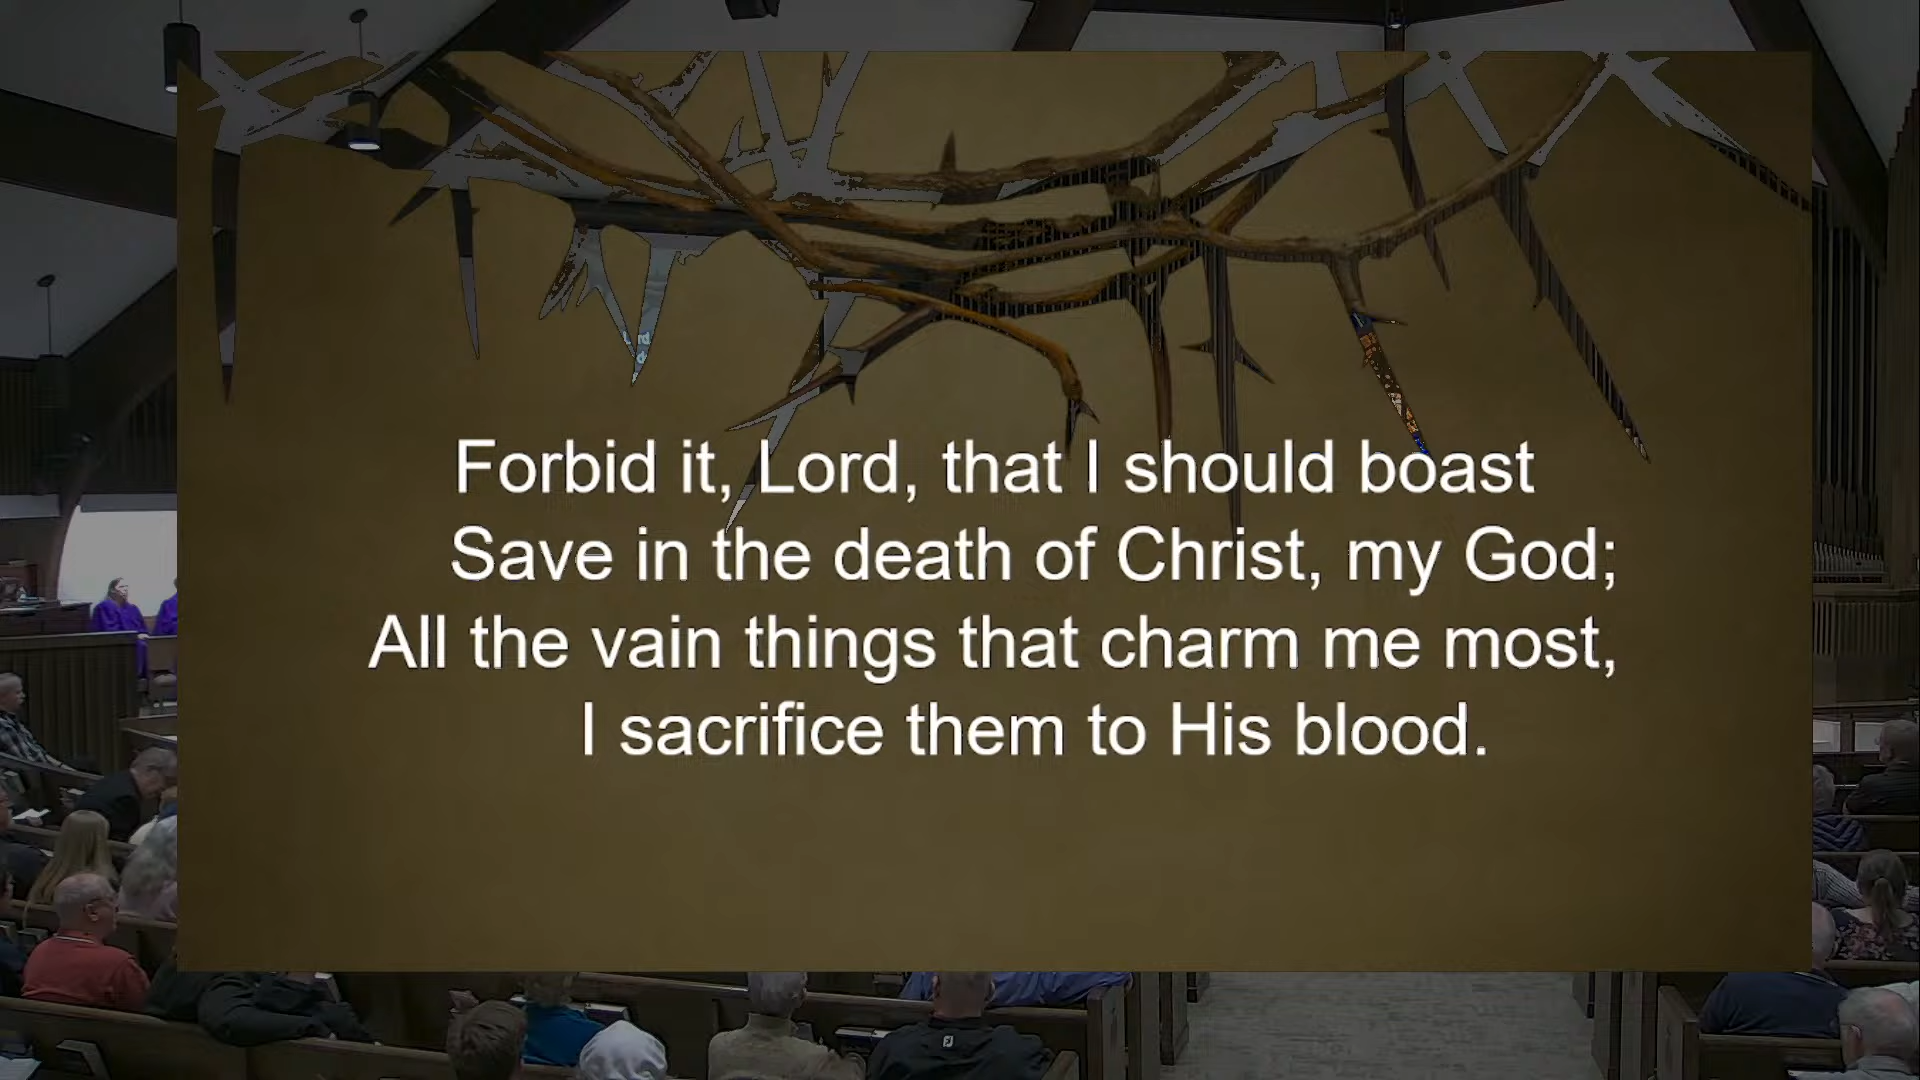 Forbid it, Lord, that I should boast
Save in the death of Christ, my God;
All the vain things that charm me most,
I sacrifice them to His blood.